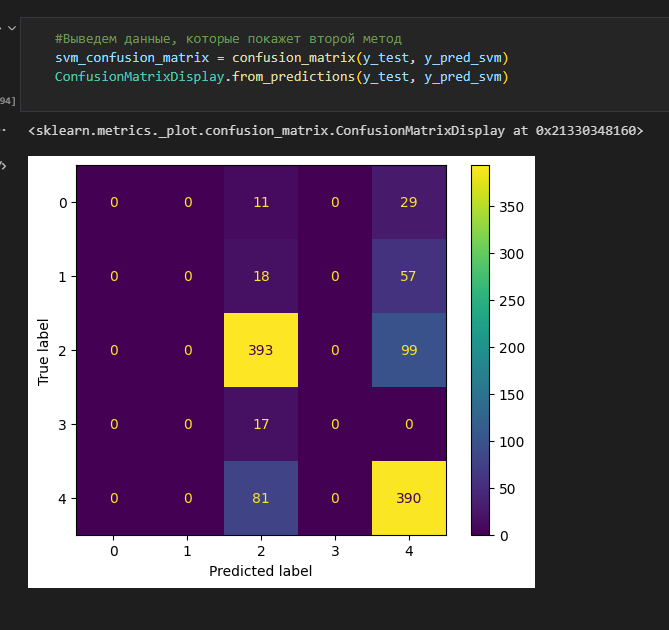 #Выведем данные, которые покажет второй метод
svm_confusion_matrix = confusion_matrix(y_test, y_pred_svm)
ConfusionMatrixDisplay.from_predictions(y_test, y_pred_svm)
94]
<sklearn.metrics._plot.confusion_matrix.ConfusionMatrixDisplay at 0x21330348160>
0 0 0 11 0 29
1 0 0 18 0 57
2 0 0 393 0 99
3 0 0 17 0 0
4 0 0 81 0 390
0 1 2 3 4
Predicted label
True label
350
300
250
200
150
100
50
0